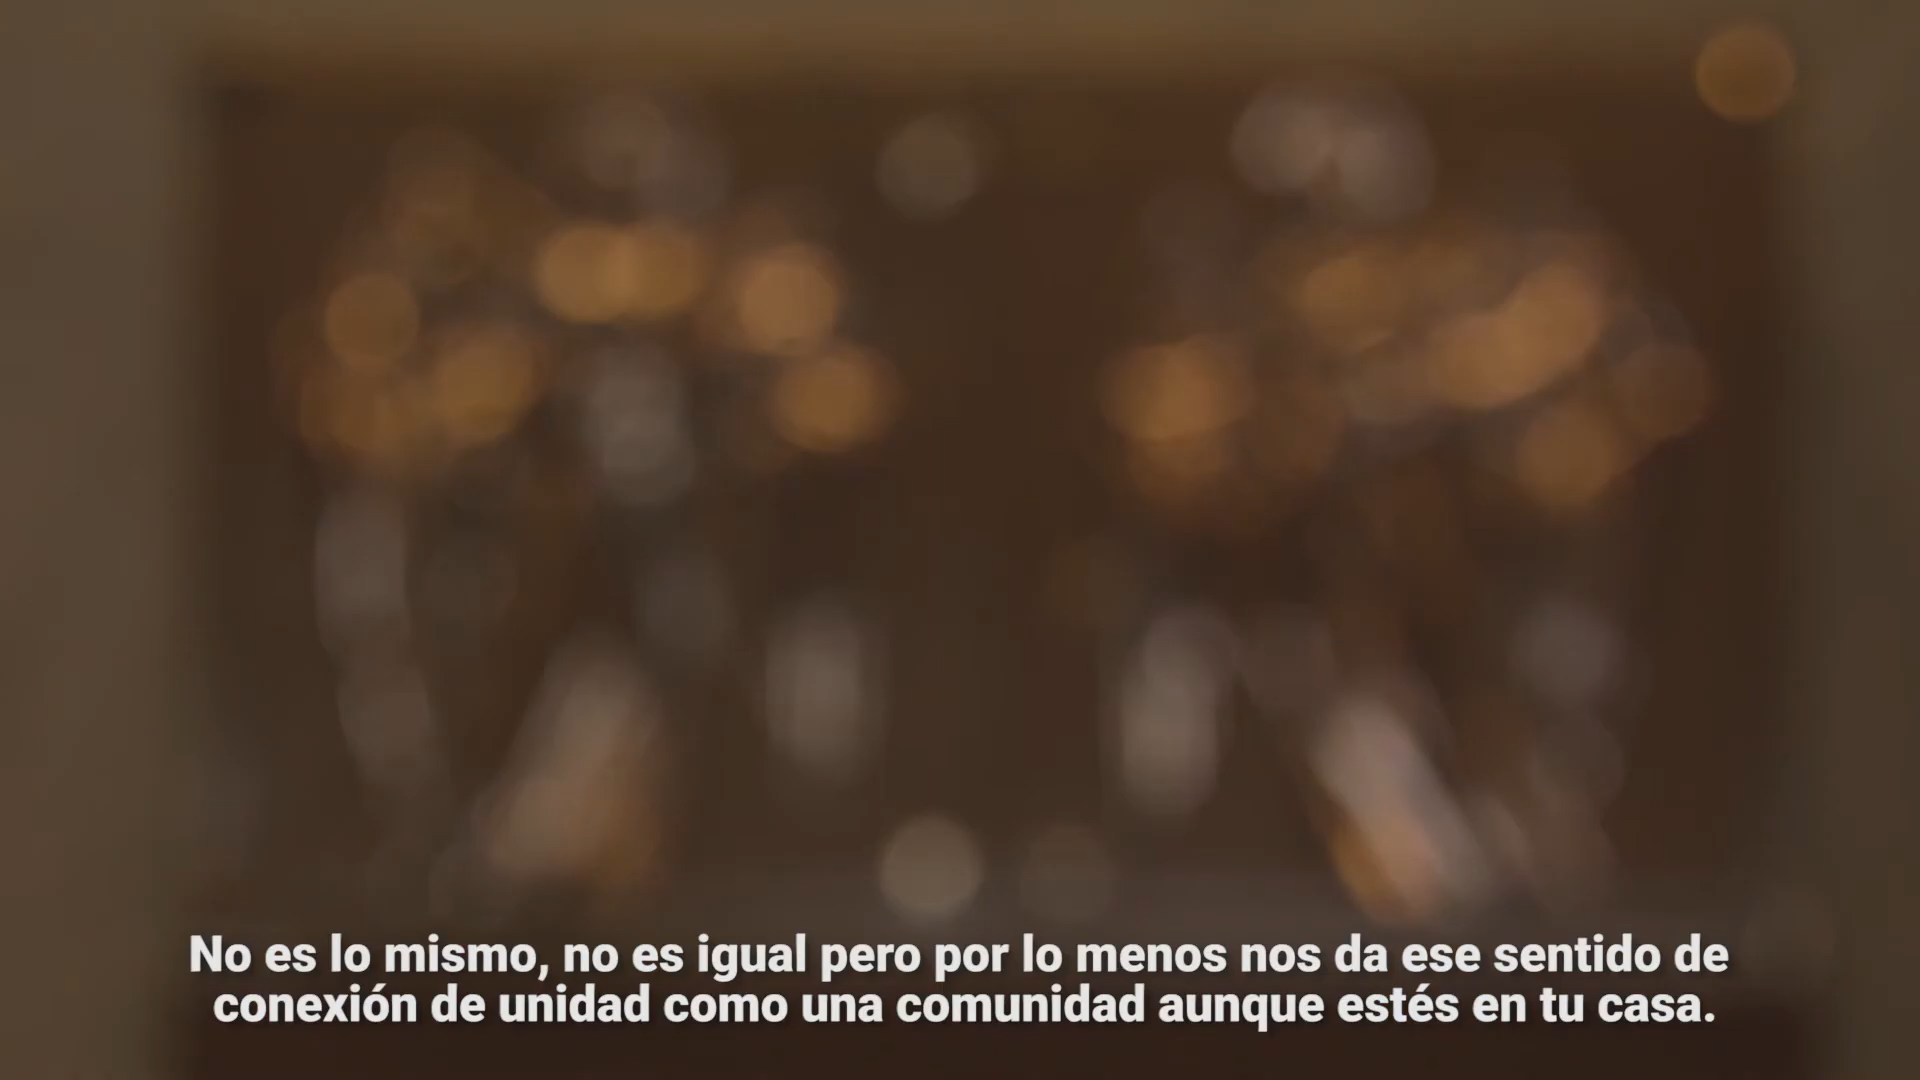 No es lo mismo, no es igual pero por lo menos nos da ese sentido de
conexión de unidad como una comunidad aunque estés en tu casa.